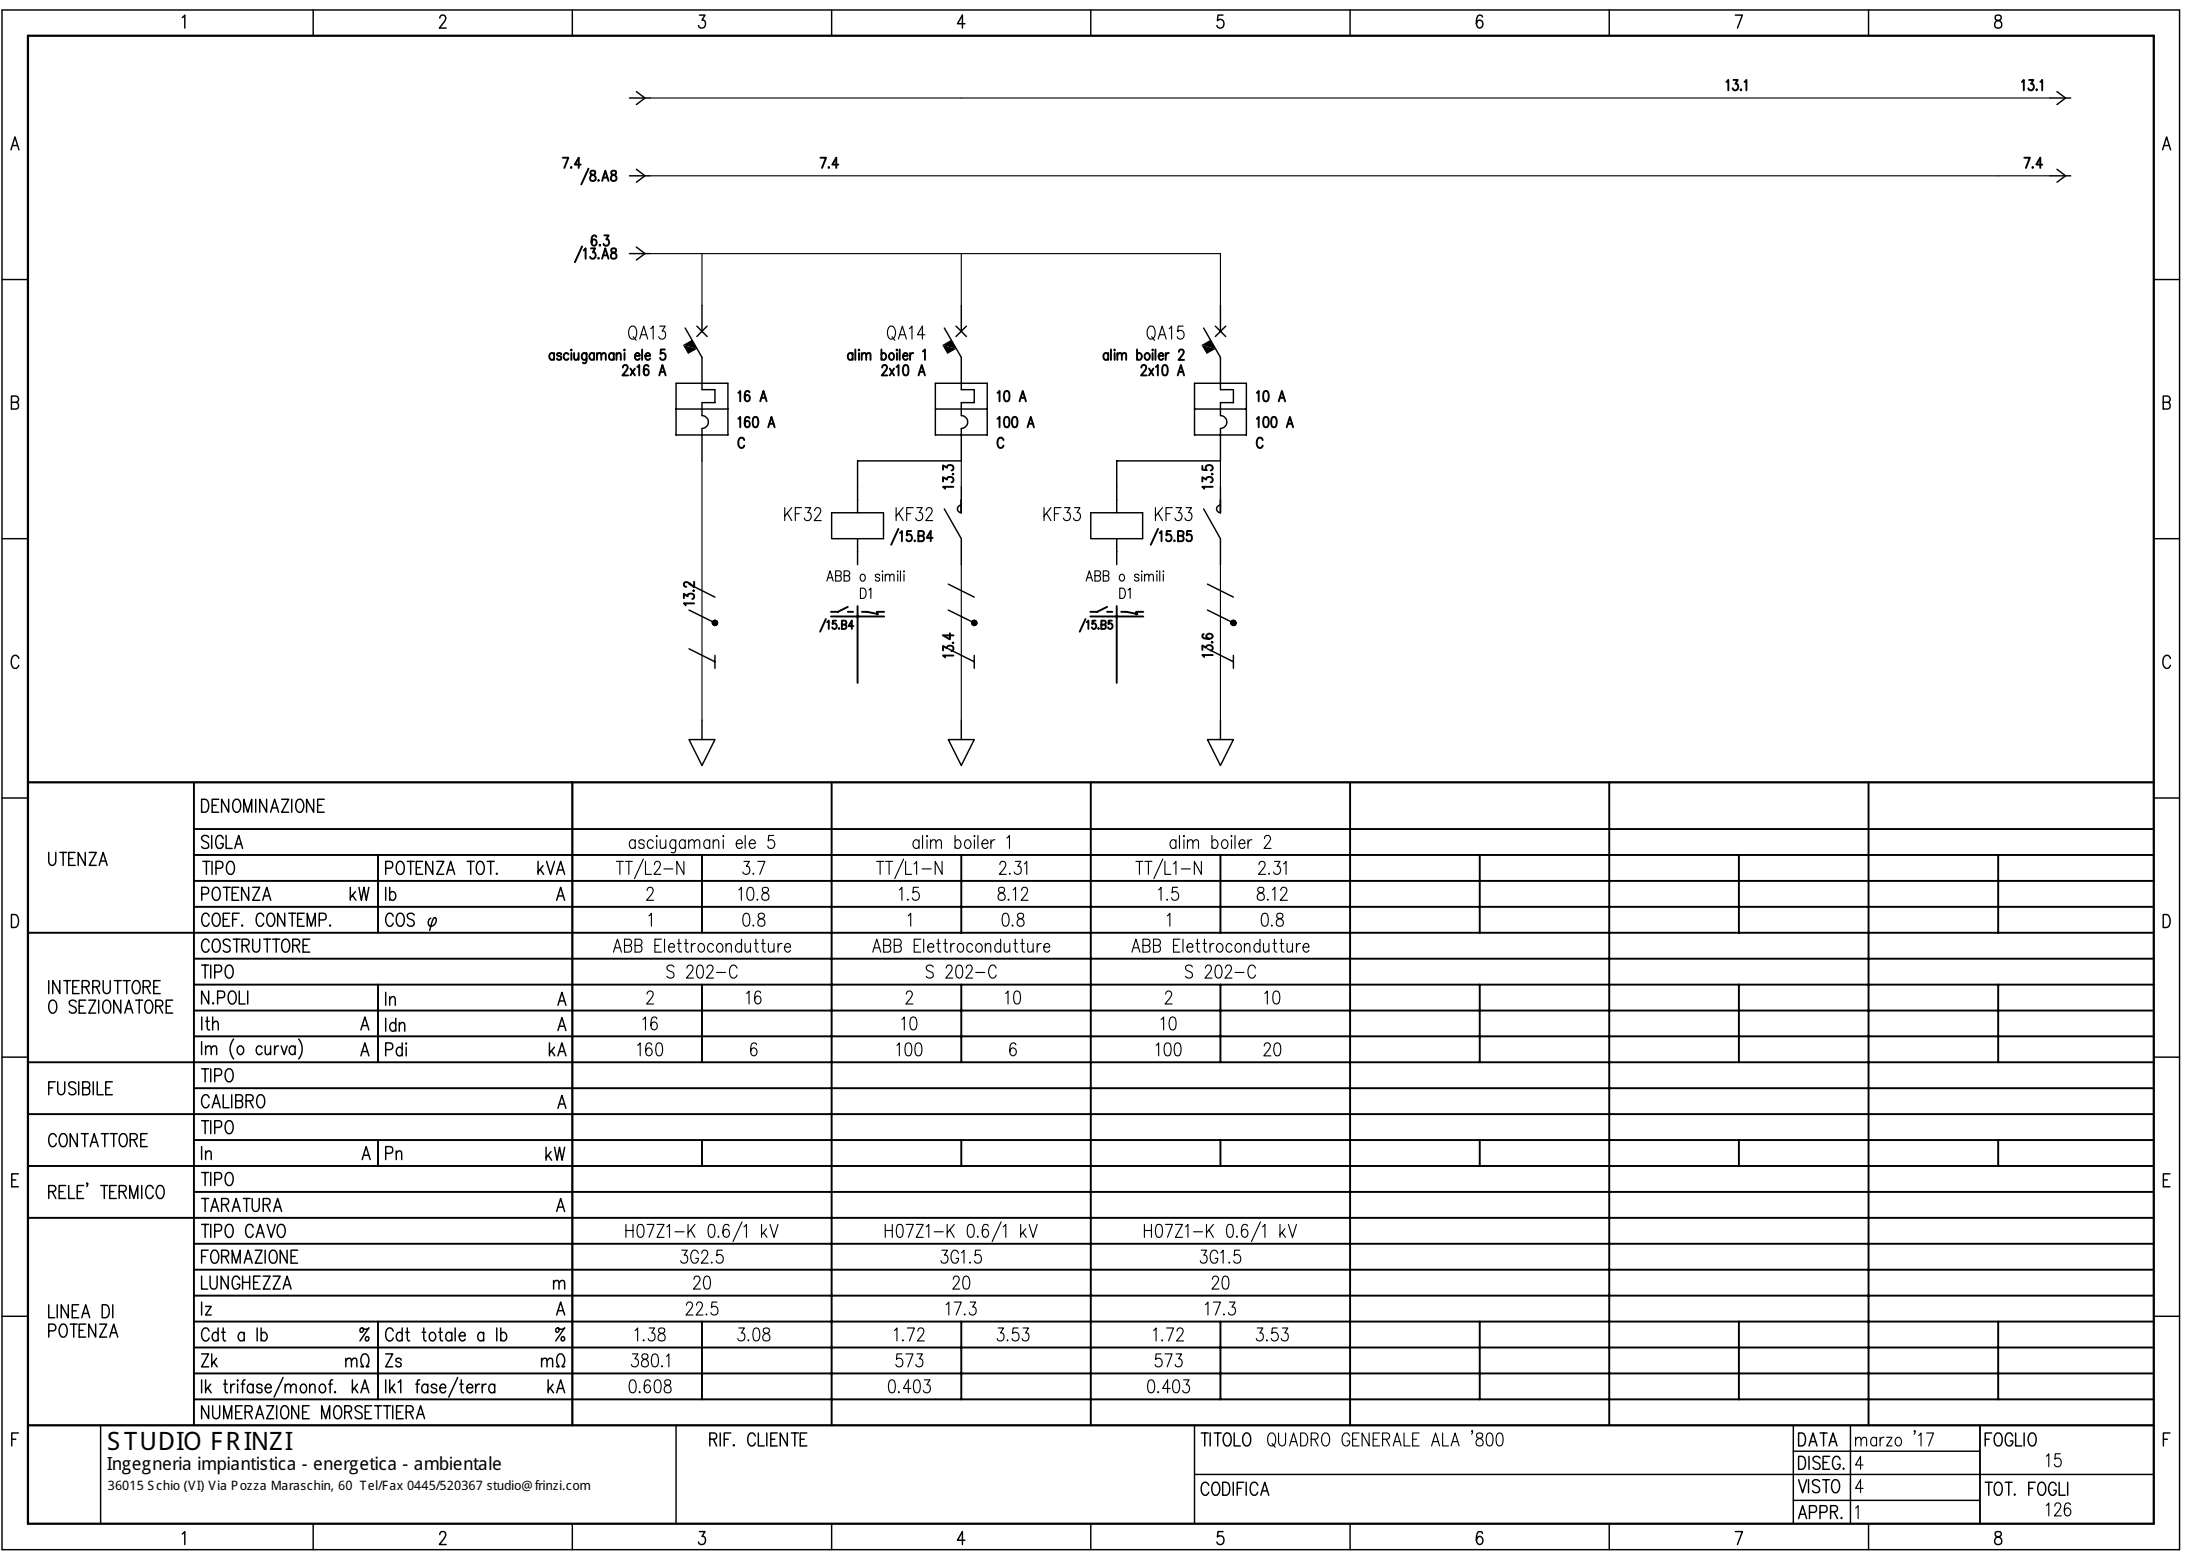 1 2 3 4 5 6 7 8
13.1 13.1
A A
7.4 7.4 7.4
/8.A8
6.3
/13.A8
QA13 QA14 QA15
asciugamani ele 5 alim boiler 1 alim boiler 2
2x16 A 2x10 A 2x10 A
16 A 10 A 10 A
B B
160 A 100 A 100 A
C C C
13.3 13.5
KF32 KF32 KF33 KF33
/15.B4 /15.B5
ABB o simili ABB o simili
D1 D1
13.2
/15.B4 /15.B5
13.4 13.6
C C
DENOMINAZIONE
UTENZA
SIGLA asciugamani ele 5 alim boiler 1 alim boiler 2
TIPO POTENZA TOT. kVA TT/L2-N 3.7 TT/L1-N 2.31 TT/L1-N 2.31
POTENZA kW Ib A 2 10.8 1.5 8.12 1.5 8.12
D COEF. CONTEMP. COS φ 1 0.8 1 0.8 1 0.8 D
INTERRUTTORE
O SEZIONATORE
COSTRUTTORE ABB Elettrocondutture ABB Elettrocondutture ABB Elettrocondutture
TIPO S 202-C S 202-C S 202-C
N.POLI In A 2 16 2 10 2 10
Ith A Idn A 16 10 10
Im (o curva) A Pdi kA 160 6 100 6 100 20
FUSIBILE
TIPO
CALIBRO A
CONTATTORE
TIPO
In A Pn kW
E E
RELE' TERMICO
TIPO
TARATURA A
LINEA DI
POTENZA
TIPO CAVO H07Z1-K 0.6/1 kV H07Z1-K 0.6/1 kV H07Z1-K 0.6/1 kV
FORMAZIONE 3G2.5 3G1.5 3G1.5
LUNGHEZZA m 20 20 20
Iz A 22.5 17.3 17.3
Cdt a Ib % Cdt totale a Ib % 1.38 3.08 1.72 3.53 1.72 3.53
Zk mΩ Zs mΩ 380.1 573 573
Ik trifase/monof. kA Ik1 fase/terra kA 0.608 0.403 0.403
NUMERAZIONE MORSETTIERA
F F
STUDIO FRINZI
Ingegneria impiantistica - energetica - ambientale
36015 Schio (VI) Via Pozza Maraschin, 60 Tel/Fax 0445/520367 studio@frinzi.com
RIF. CLIENTE
TITOLO QUADRO GENERALE ALA '800
CODIFICA
DATA marzo '17
DISEG. 4
VISTO 4
APPR. 1
FOGLIO
15
TOT. FOGLI
126
1 2 3 4 5 6 7 8